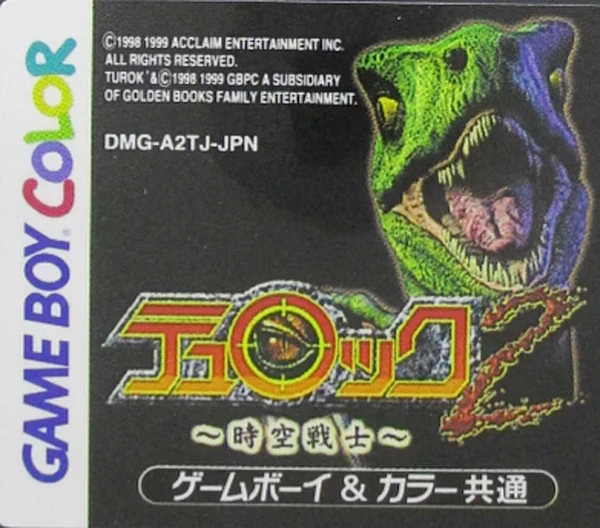 GAME BOY COLOR
©1998 1999 ACCLAIM ENTERTAINMENT INC.
ALL RIGHTS RESERVED.
TUROK®&©1998 1999 GBPC A SUBSIDIARY
OF GOLDEN BOOKS FAMILY ENTERTAINMENT.
DMG-A2TJ-JPN
テュロック2
～時空戦士～
ゲームボーイ & カラー共通